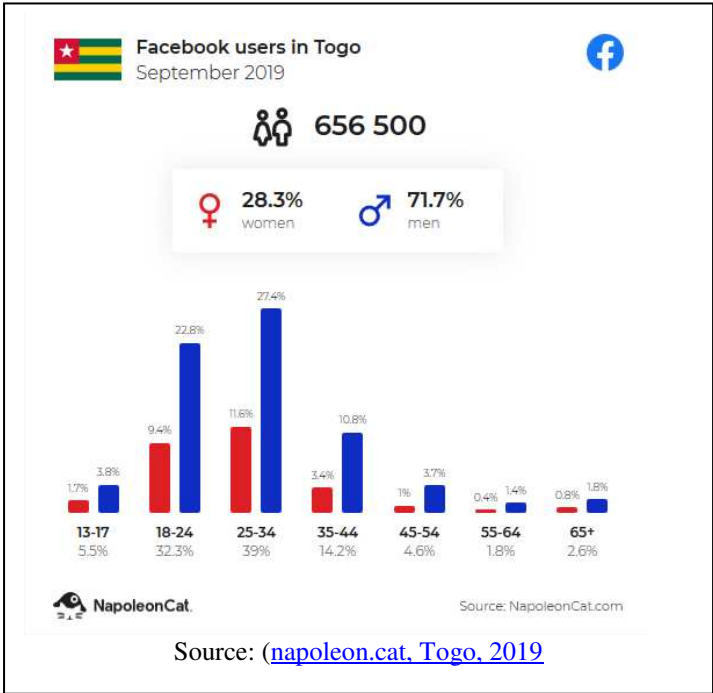 Facebook users in Togo
September 2019
656 500
28.3%
women
71.7%
men
1.7% 3.8% 9.4% 22.8% 11.6% 27.4% 3.4% 10.8% 1% 3.7% 0.4% 1.4% 0.8% 1.8%
13-17 18-24 25-34 35-44 45-54 55-64 65+
5.5% 32.3% 39% 14.2% 4.6% 1.8% 2.6%
NapoleonCat.
Source: NapoleonCat.com
Source: (napoleon.cat, Togo, 2019